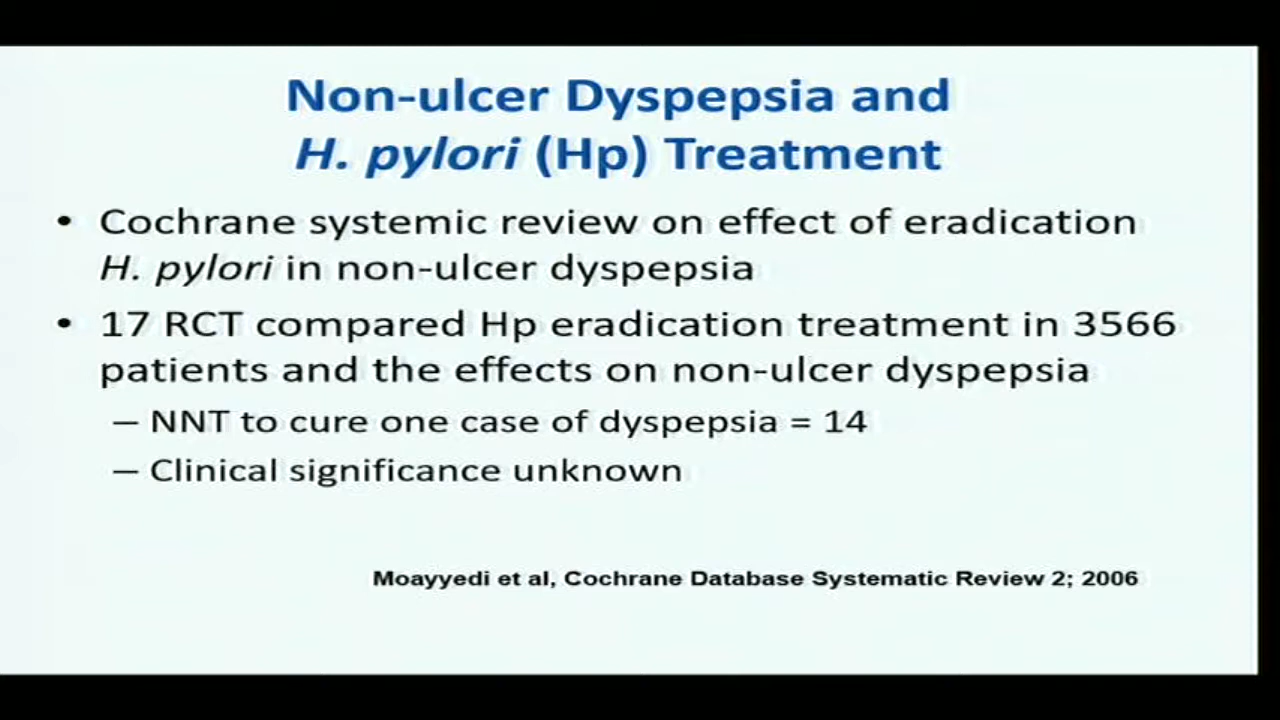 Non-ulcer Dyspepsia and
H. pylori (Hp) Treatment
• Cochrane systemic review on effect of eradication
H. pylori in non-ulcer dyspepsia
• 17 RCT compared Hp eradication treatment in 3566
patients and the effects on non-ulcer dyspepsia
– NNT to cure one case of dyspepsia = 14
– Clinical significance unknown
Moayyedi et al, Cochrane Database Systematic Review 2; 2006